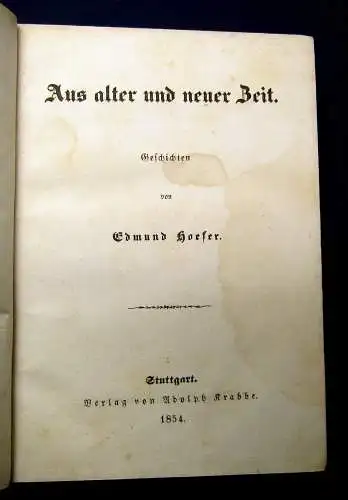 Aus alter und neuer Zeit.
Geschichten
von
Edmund Hoefer.
Stuttgart.
Verlag von Adolph Krabbe.
1854.